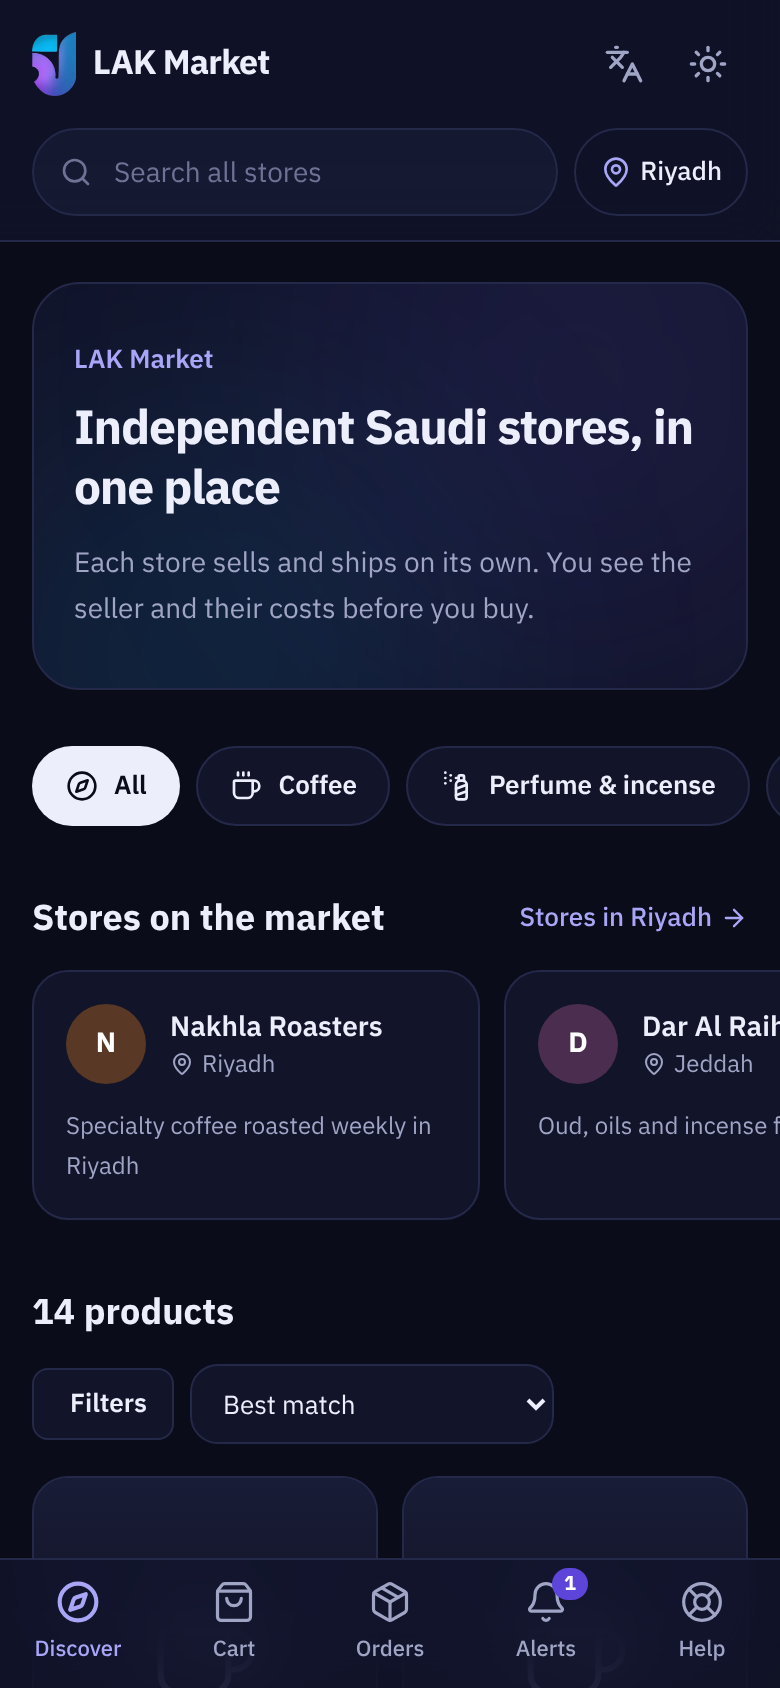 LAK Market
Search all stores
Riyadh
LAK Market
Independent Saudi stores, in
one place
Each store sells and ships on its own. You see the
seller and their costs before you buy.
All
Coffee
Perfume & incense
Stores on the market
Stores in Riyadh
N
Nakhla Roasters
Riyadh
Specialty coffee roasted weekly in
Riyadh
D
Dar Al
Jeddah
Oud, oils and incense
14 products
Filters
Best match
Discover
Cart
Orders
1
Alerts
Help